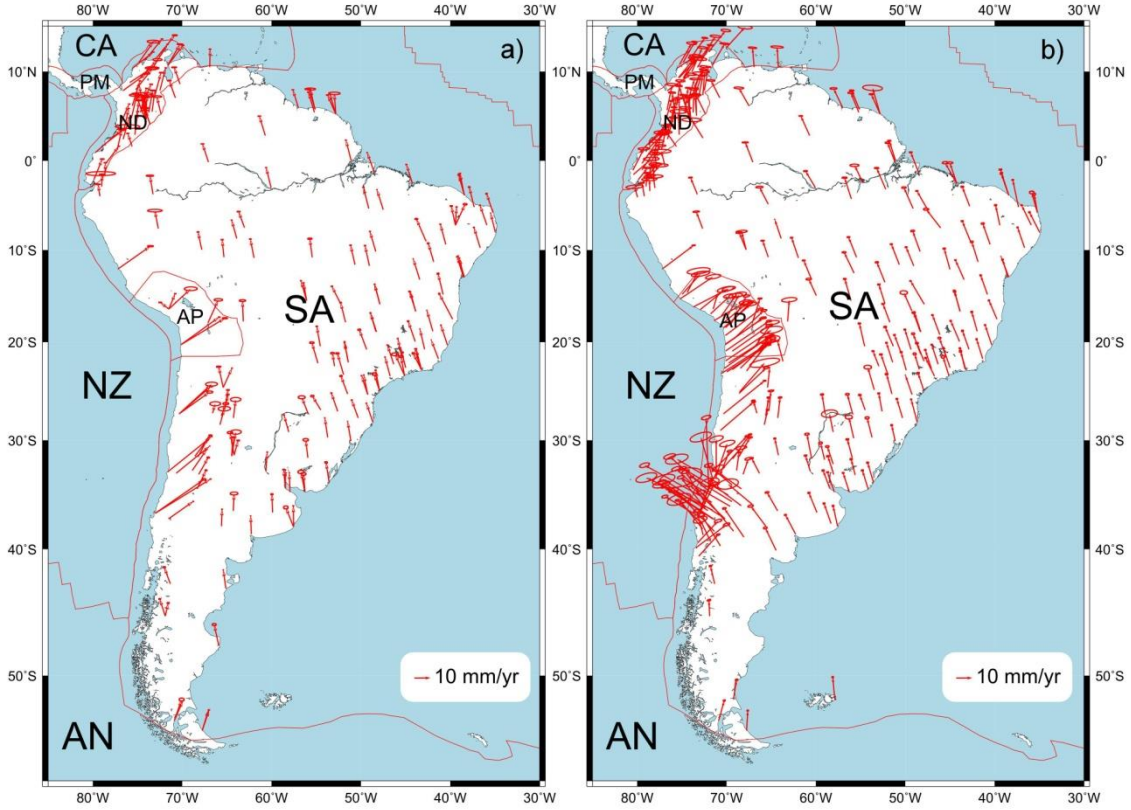 80˚W 70˚W 60˚W 50˚W 40˚W 30˚W 80˚W 70˚W 60˚W 50˚W 40˚W 30˚W
CA a) CA b)
10˚N PM PM 10˚N
ND ND
0˚ 0˚
10˚S 10˚S
SA SA
AP AP
20˚S 20˚S
NZ NZ
30˚S 30˚S
40˚S 40˚S
10 mm/yr 10 mm/yr
50˚S 50˚S
AN AN
80˚W 70˚W 60˚W 50˚W 40˚W 30˚W 80˚W 70˚W 60˚W 50˚W 40˚W 30˚W